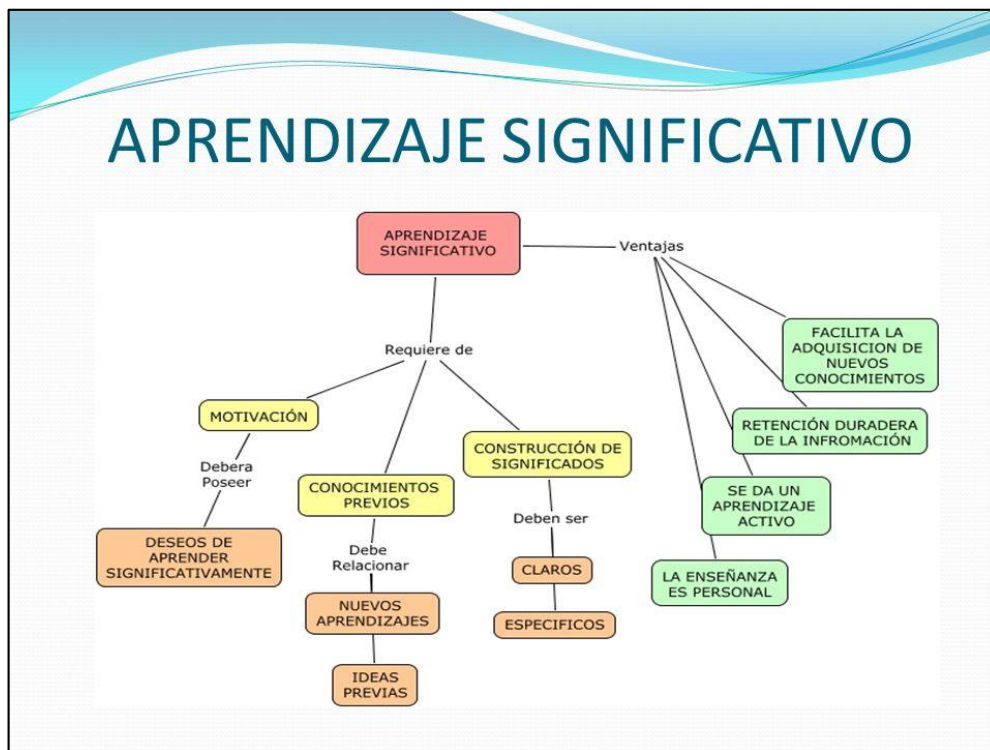 APRENDIZAJE SIGNIFICATIVO
APRENDIZAJE
SIGNIFICATIVO
Ventajas
Requiere de
MOTIVACIÓN
Debera
Poseer
DESEOS DE
APRENDER
SIGNIFICATIVAMENTE
CONOCIMIENTOS
PREVIOS
Debe
Relacionar
NUEVOS
APRENDIZAJES
IDEAS
PREVIAS
CONSTRUCCIÓN DE
SIGNIFICADOS
Deben ser
CLAROS
ESPECIFICOS
FACILITA LA
ADQUISICION DE
NUEVOS
CONOCIMIENTOS
RETENCIÓN DURADERA
DE LA INFROMACIÓN
SE DA UN
APRENDIZAJE
ACTIVO
LA ENSEÑANZA
ES PERSONAL